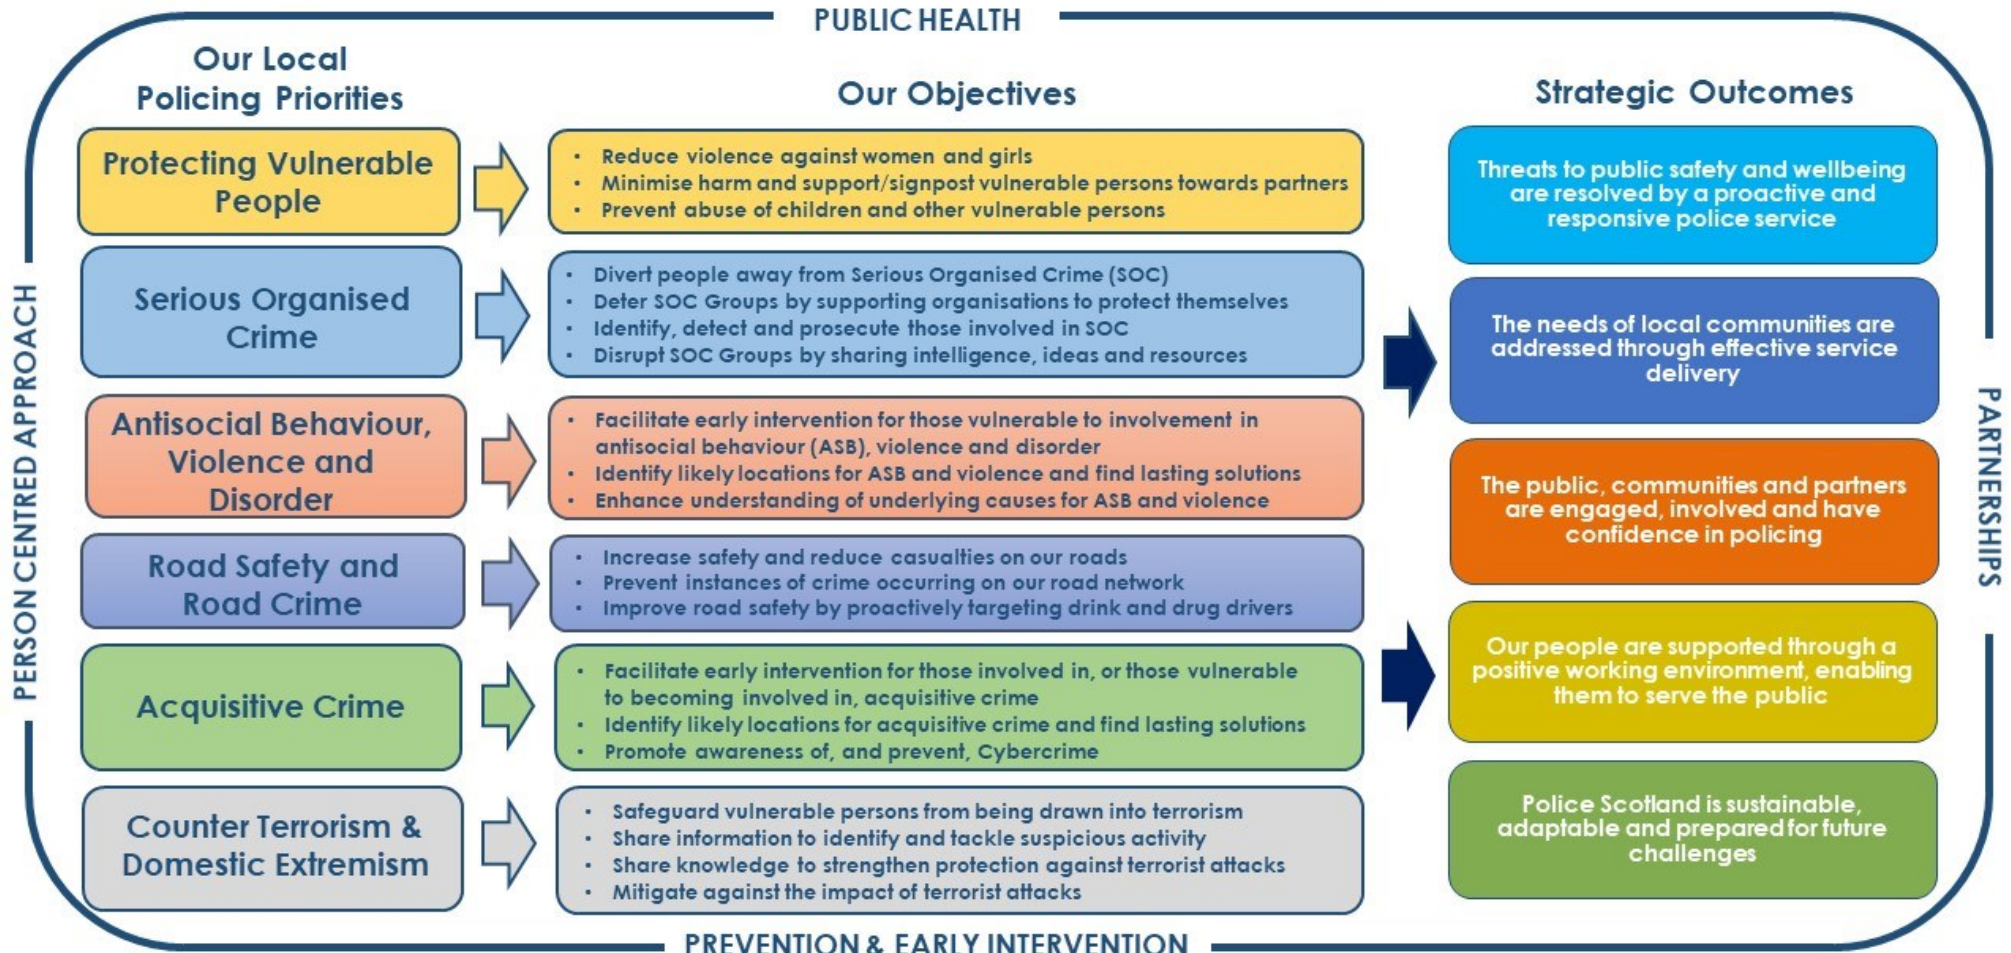 PUBLIC HEALTH
Our Local
Policing Priorities
Our Objectives
Strategic Outcomes
PERSON CENTRED APPROACH
Protecting Vulnerable
People
• Reduce violence against women and girls
• Minimise harm and support/signpost vulnerable persons towards partners
• Prevent abuse of children and other vulnerable persons
Serious Organised
Crime
• Divert people away from Serious Organised Crime (SOC)
• Deter SOC Groups by supporting organisations to protect themselves
• Identify, detect and prosecute those involved in SOC
• Disrupt SOC Groups by sharing intelligence, ideas and resources
Antisocial Behaviour,
Violence and
Disorder
• Facilitate early intervention for those vulnerable to involvement in
antisocial behaviour (ASB), violence and disorder
• Identify likely locations for ASB and violence and find lasting solutions
• Enhance understanding of underlying causes for ASB and violence
Road Safety and
Road Crime
• Increase safety and reduce casualties on our roads
• Prevent instances of crime occurring on our road network
• Improve road safety by proactively targeting drink and drug drivers
Acquisitive Crime
• Facilitate early intervention for those involved in, or those vulnerable
to becoming involved in, acquisitive crime
• Identify likely locations for acquisitive crime and find lasting solutions
• Promote awareness of, and prevent, Cybercrime
Counter Terrorism &
Domestic Extremism
• Safeguard vulnerable persons from being drawn into terrorism
• Share information to identify and tackle suspicious activity
• Share knowledge to strengthen protection against terrorist attacks
• Mitigate against the impact of terrorist attacks
Threats to public safety and wellbeing
are resolved by a proactive and
responsive police service
The needs of local communities are
addressed through effective service
delivery
The public, communities and partners
are engaged, involved and have
confidence in policing
Our people are supported through a
positive working environment, enabling
them to serve the public
Police Scotland is sustainable,
adaptable and prepared for future
challenges
PARTNERSHIPS
PREVENTION & EARLY INTERVENTION